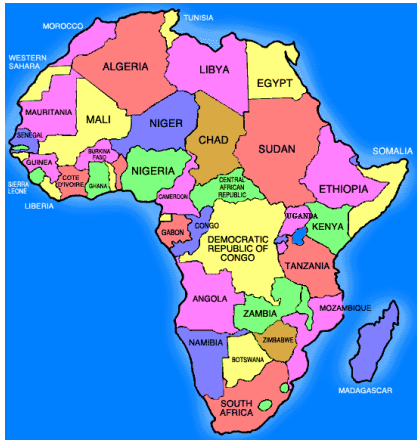 TUNISIA
MOROCCO
ALGERIA
LIBYA
EGYPT
WESTERN
SAHARA
MAURITANIA
MALI
NIGER
CHAD
SUDAN
SOMALIA
SENEGAL
GUINEA
BURKINA
FASO
NIGERIA
ETHIOPIA
SIERRA
LEONE
COTE
D'IVOIRE
GHANA
CENTRAL
AFRICAN
REPUBLIC
CAMEROON
LIBERIA
UGANDA
KENYA
GABON
CONGO
DEMOCRATIC
REPUBLIC OF
CONGO
TANZANIA
ANGOLA
ZAMBIA
MOZAMBIQUE
NAMIBIA
ZIMBABWE
BOTSWANA
MADAGASCAR
SOUTH
AFRICA